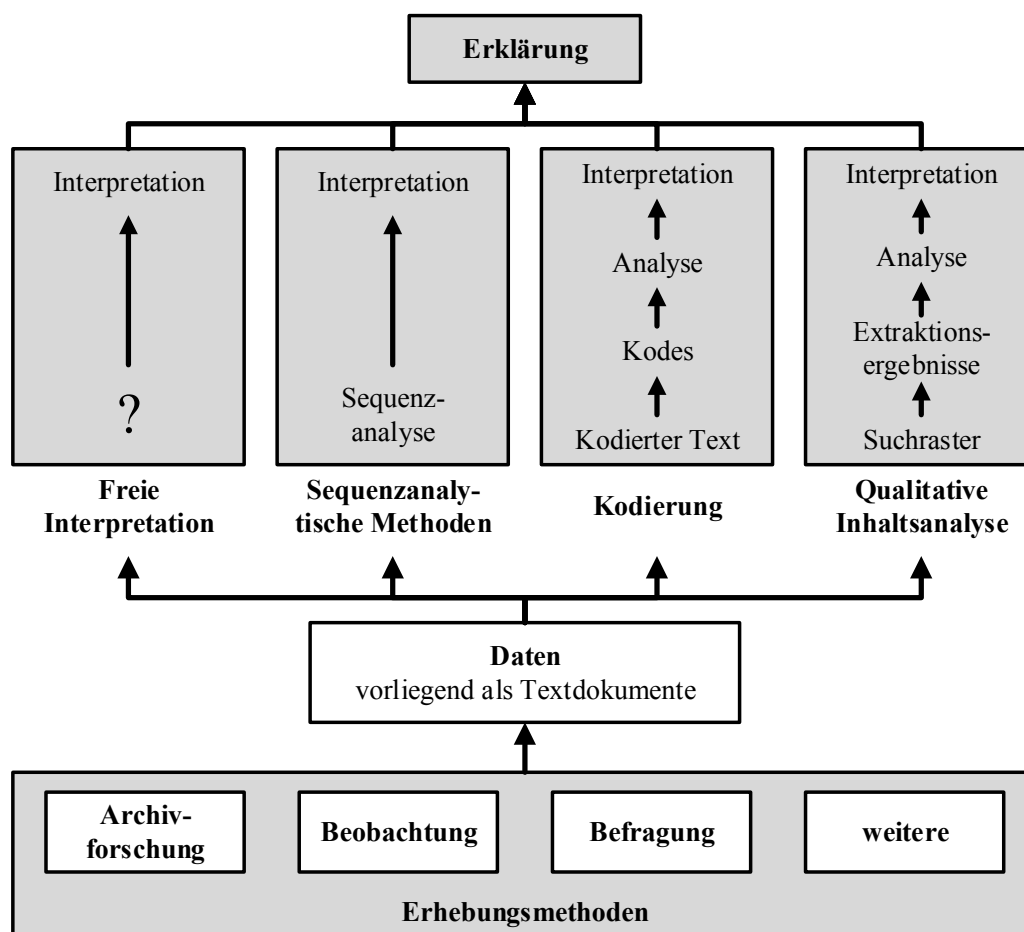 Erklärung
Interpretation
?
Freie
Interpretation
Interpretation
Sequenz-
analyse
Sequenzanaly-
tische Methoden
Interpretation
Analyse
Kodes
Kodierter Text
Kodierung
Interpretation
Analyse
Extraktions-
ergebnisse
Suchraster
Qualitative
Inhaltsanalyse
Daten
vorliegend als Textdokumente
Archiv-
forschung
Beobachtung
Befragung
weitere
Erhebungsmethoden